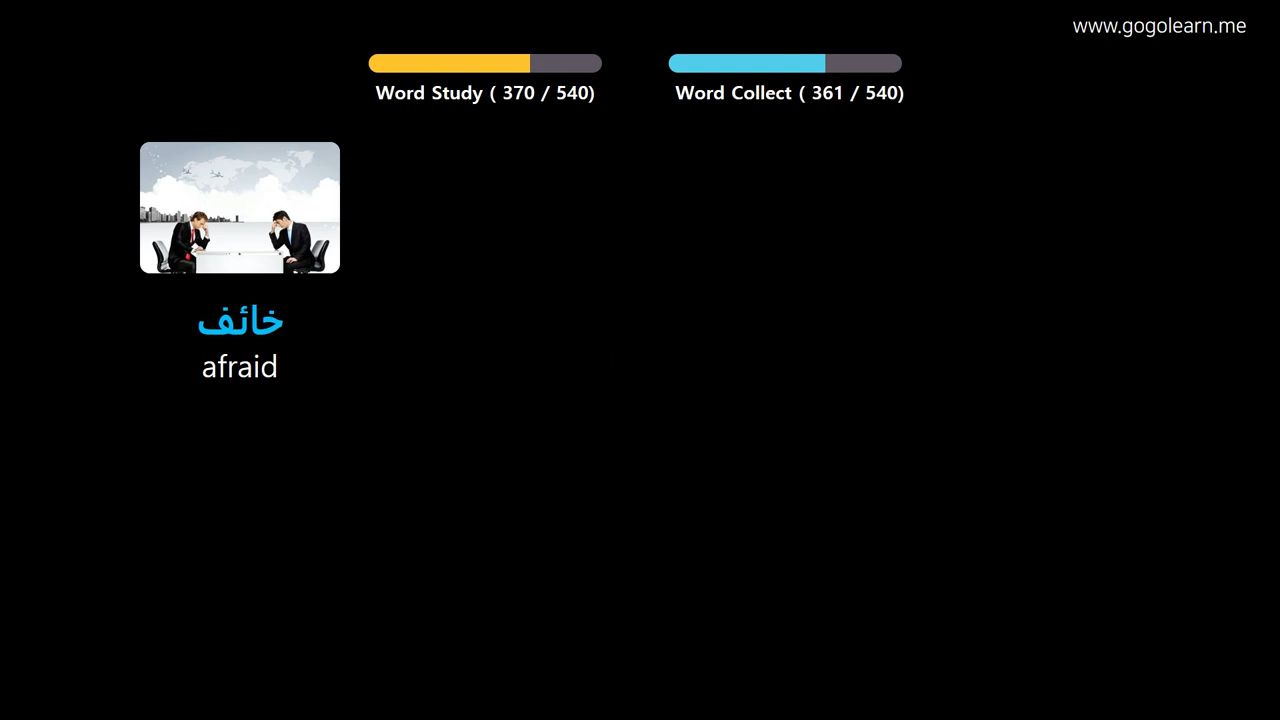 www.gogolearn.me
Word Study ( 370 / 540)
Word Collect ( 361 / 540)
خائف
afraid